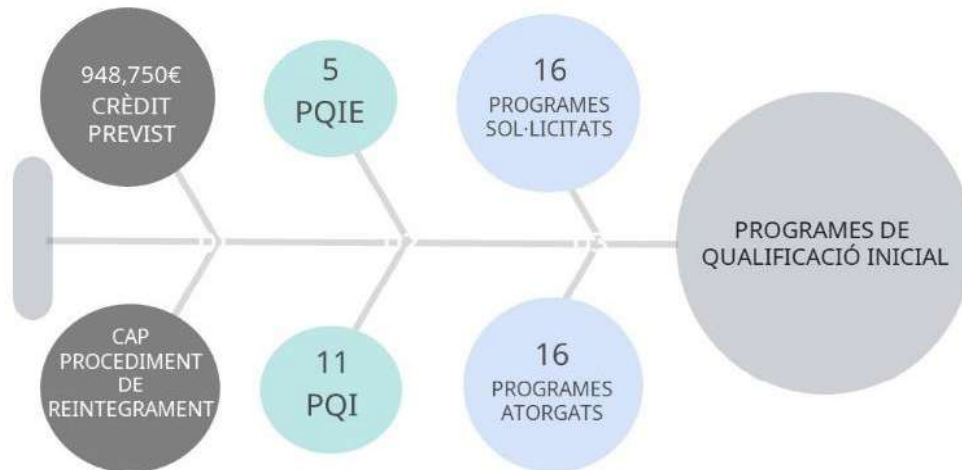 948,750€
CRÈDIT
PREVIST
5
PQIE
16
PROGRAMES
SOL·LICITATS
PROGRAMES DE
QUALIFICACIÓ INICIAL
CAP
PROCEDIMENT
DE
REINTEGRAMENT
11
PQI
16
PROGRAMES
ATORGATS